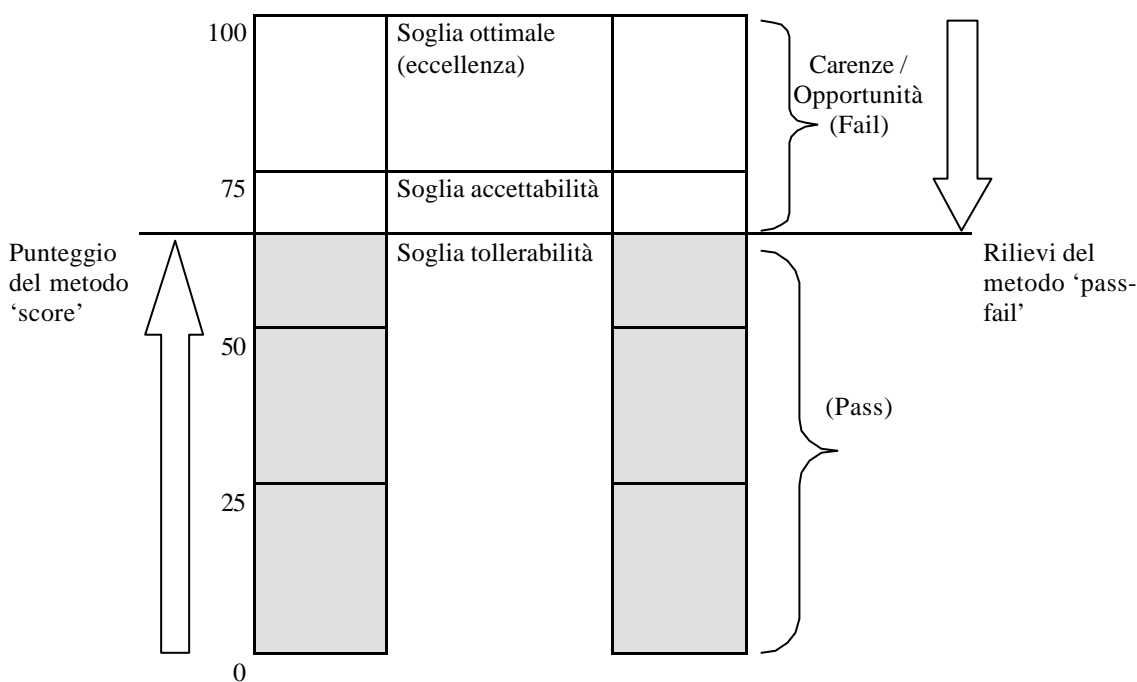 100
Soglia ottimale
(eccellenza)
Carenze /
Opportunità
(Fail)
75
Soglia accettabilità
Punteggio
del metodo
‘score’
Soglia tollerabilità
Rilievi del
metodo ‘pass-
fail’
50
(Pass)
25
0